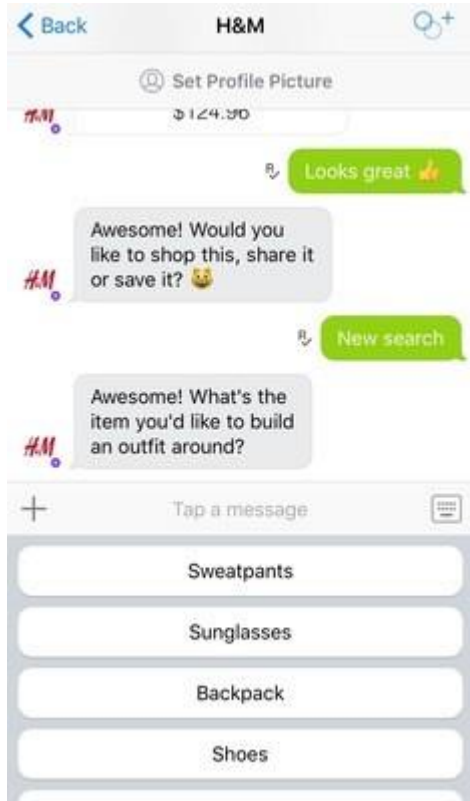 Back
H&M
Set Profile Picture
H&M
$124.96
Looks great 👍
Awesome! Would you
like to shop this, share it
or save it? 😸
H&M
New search
Awesome! What's the
item you'd like to build
an outfit around?
H&M
Tap a message
Sweatpants
Sunglasses
Backpack
Shoes